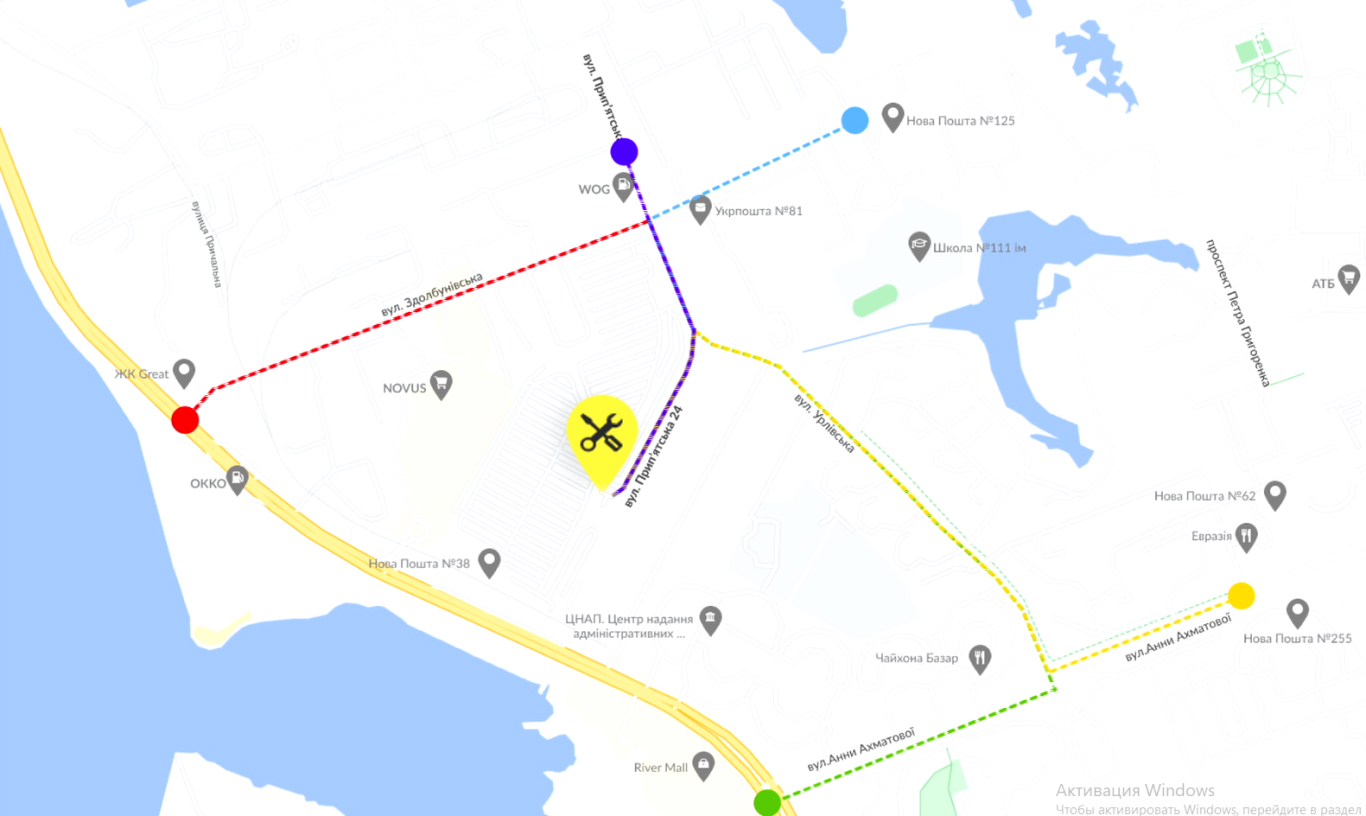 вул. Прип'ятська
Нова Пошта №125
WOG
Укрпошта №81
вулиця Причальна
Школа №111 ім
проспект Петра Григоренка
АТБ
вул. Здолбунівська
ЖК Great
NOVUS
вул. Урлівська
вул. Прип'ятська 24
ОККО
Нова Пошта №62
Евразія
Нова Пошта №38
ЦНАП. Центр надання
адміністративних ...
вул.Анни Ахматової
Нова Пошта №255
Чайхона Базар
вул.Анни Ахматової
River Mall
Активация Windows
Чтобы активировать Windows, перейдите в раздел